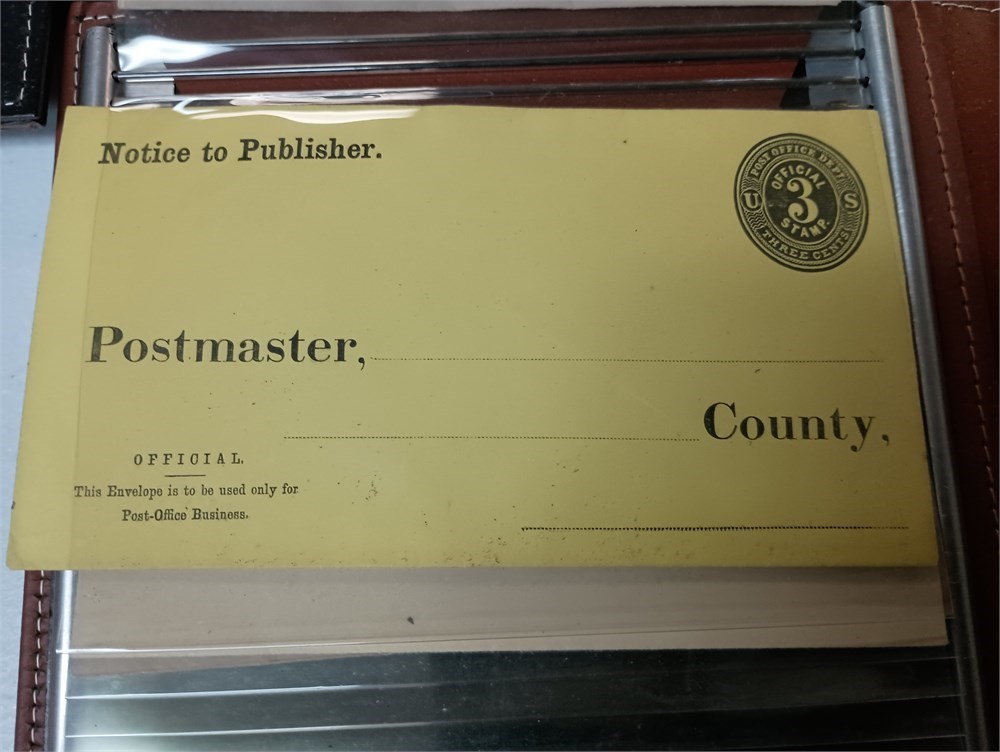 Notice to Publisher.
POST OFFICE DEPT.
OFFICIAL
U 3 S
STAMP.
THREE CENTS
Postmaster,
County,
OFFICIAL.
This Envelope is to be used only for
Post-Office Business.